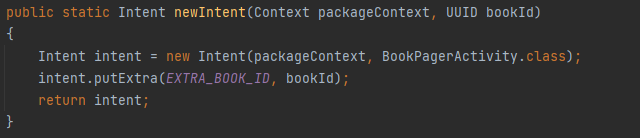 public static Intent newIntent(Context packageContext, UUID bookId)
{
    Intent intent = new Intent(packageContext, BookPagerActivity.class);
    intent.putExtra(EXTRA_BOOK_ID, bookId);
    return intent;
}